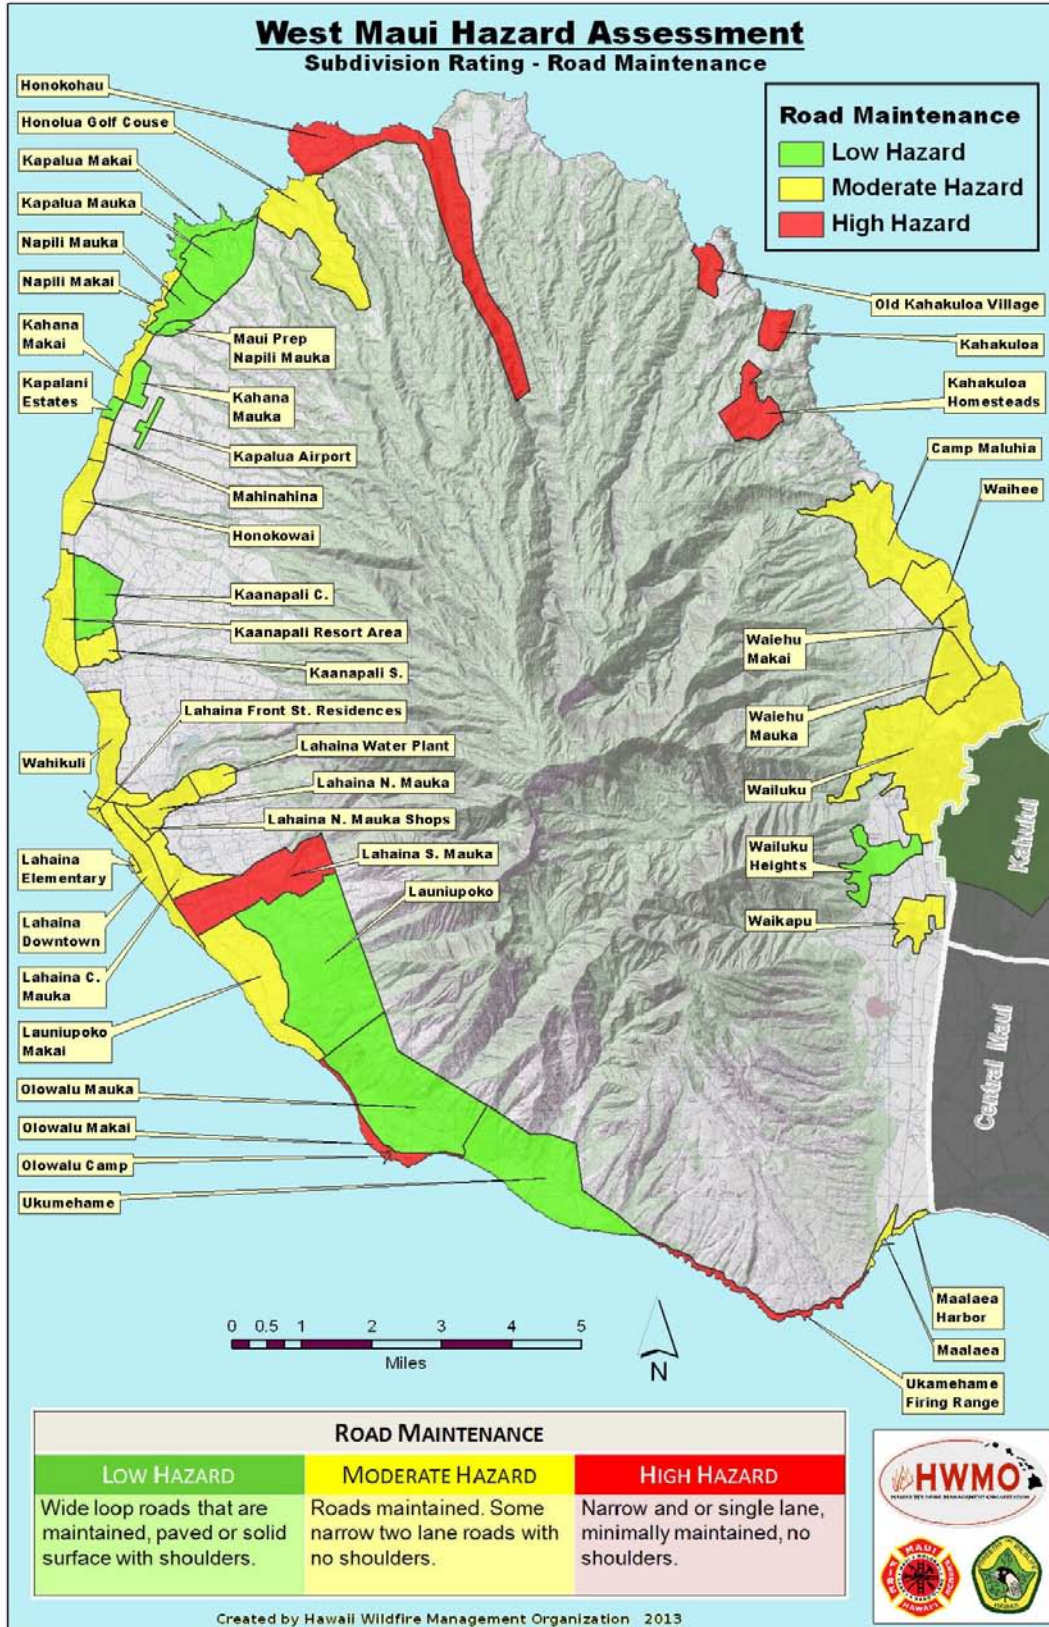 West Maui Hazard Assessment
Subdivision Rating - Road Maintenance
Honokohau
Honolua Golf Couse
Kapalua Makai
Kapalua Mauka
Napili Mauka
Napili Makai
Kahana
Makai
Kapalani
Estates
Maui Prep
Napili Mauka
Kahana
Mauka
Kapalua Airport
Mahinahina
Honokowai
Kaanapali C.
Kaanapali Resort Area
Kaanapali S.
Lahaina Front St. Residences
Wahikuli
Lahaina Water Plant
Lahaina N. Mauka
Lahaina N. Mauka Shops
Lahaina S. Mauka
Launiupoko
Lahaina
Elementary
Lahaina
Downtown
Lahaina C.
Mauka
Launiupoko
Makai
Olowalu Mauka
Olowalu Makai
Olowalu Camp
Ukumehame
Road Maintenance
Low Hazard
Moderate Hazard
High Hazard
Old Kahakuloa Village
Kahakuloa
Kahakuloa
Homesteads
Camp Maluhia
Waihee
Waiehu
Makai
Waiehu
Mauka
Wailuku
Wailuku
Heights
Waikapu
Kahului
Central Maui
Maalaea
Harbor
Maalaea
Ukamehame
Firing Range
0 0.5 1 2 3 4 5
Miles
N
ROAD MAINTENANCE
LOW HAZARD
Wide loop roads that are
maintained, paved or solid
surface with shoulders.
MODERATE HAZARD
Roads maintained. Some
narrow two lane roads with
no shoulders.
HIGH HAZARD
Narrow and or single lane,
minimally maintained, no
shoulders.
HWMO
MAUI
FIRE
HAWAII
Created by Hawaii Wildfire Management Organization 2013